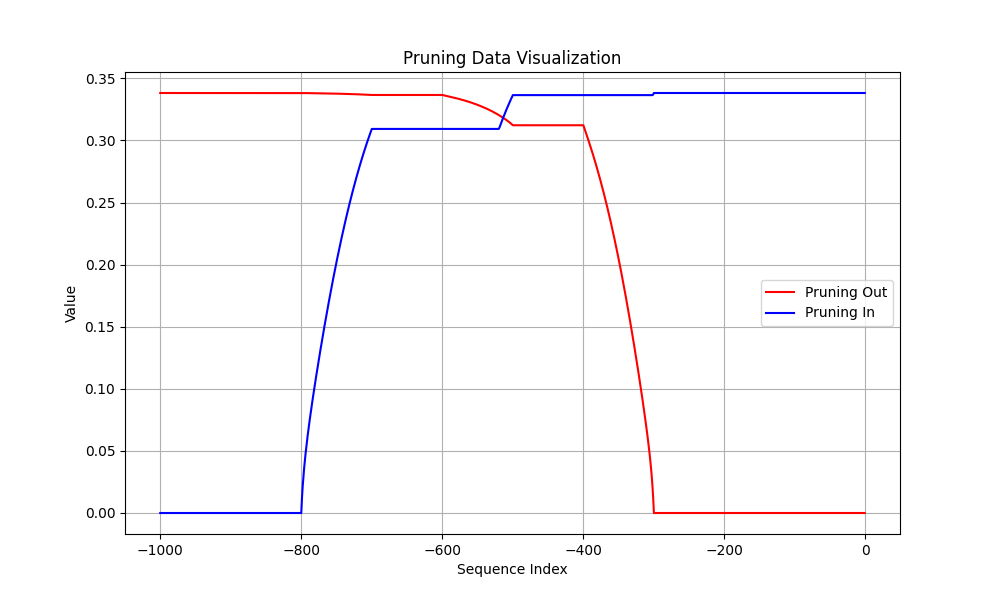 Pruning Data Visualization
0.35
0.30
0.25
0.20
0.15
0.10
0.05
0.00
Value
Pruning Out
Pruning In
−1000 −800 −600 −400 −200 0
Sequence Index